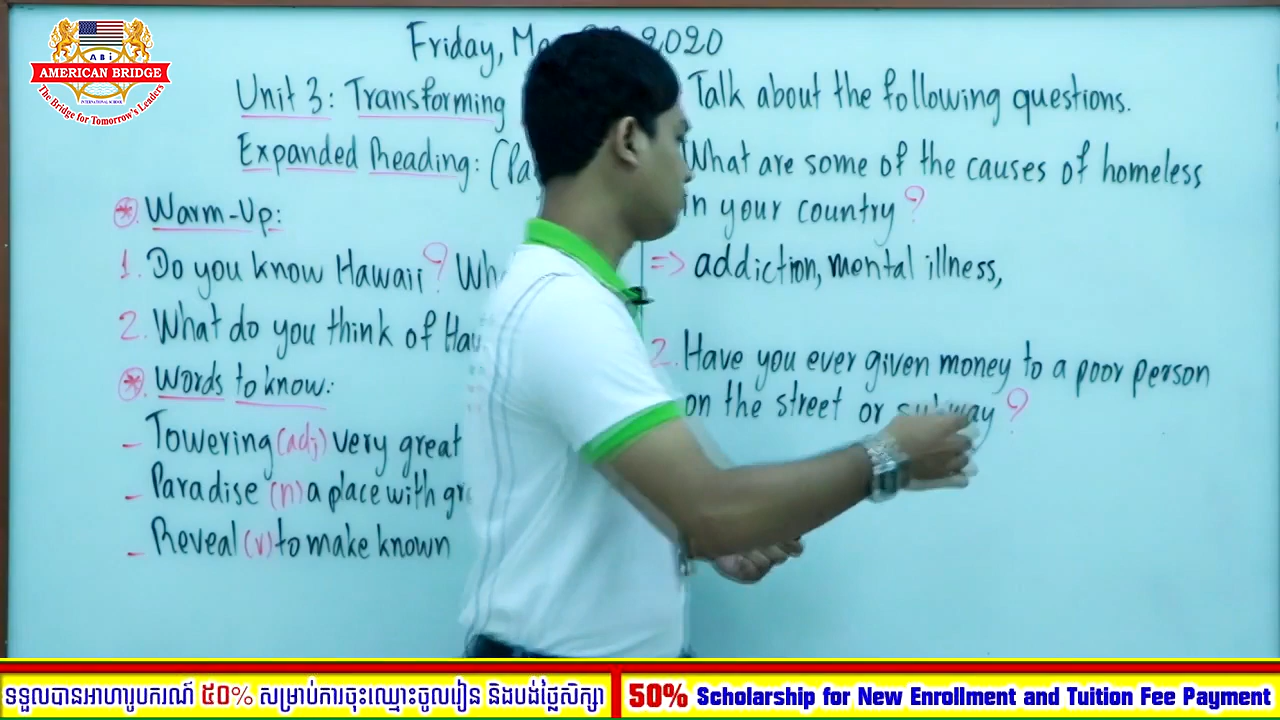 ABi
AMERICAN BRIDGE
INTERNATIONAL SCHOOL
The Bridge for Tomorrow's Leaders
Friday, 2020
Unit 3: Transforming
Expanded Reading:
* Warm-Up:
1. Do you know Hawaii?
2. What do you think of
* Words to know:
- Towering (adj) very great
- Paradise (n) a place with
- Reveal (v) to make known
Talk about the following questions.
What are some of the causes of homeless
in your country?
=> addiction, mental illness,
2. Have you ever given money to a poor person
on the street or subway?
ទទួលបានអាហារូបករណ៍ ៥០% សម្រាប់ការចុះឈ្មោះចូលរៀន និងបង់ថ្លៃសិក្សា
50% Scholarship for New Enrollment and Tuition Fee Payment